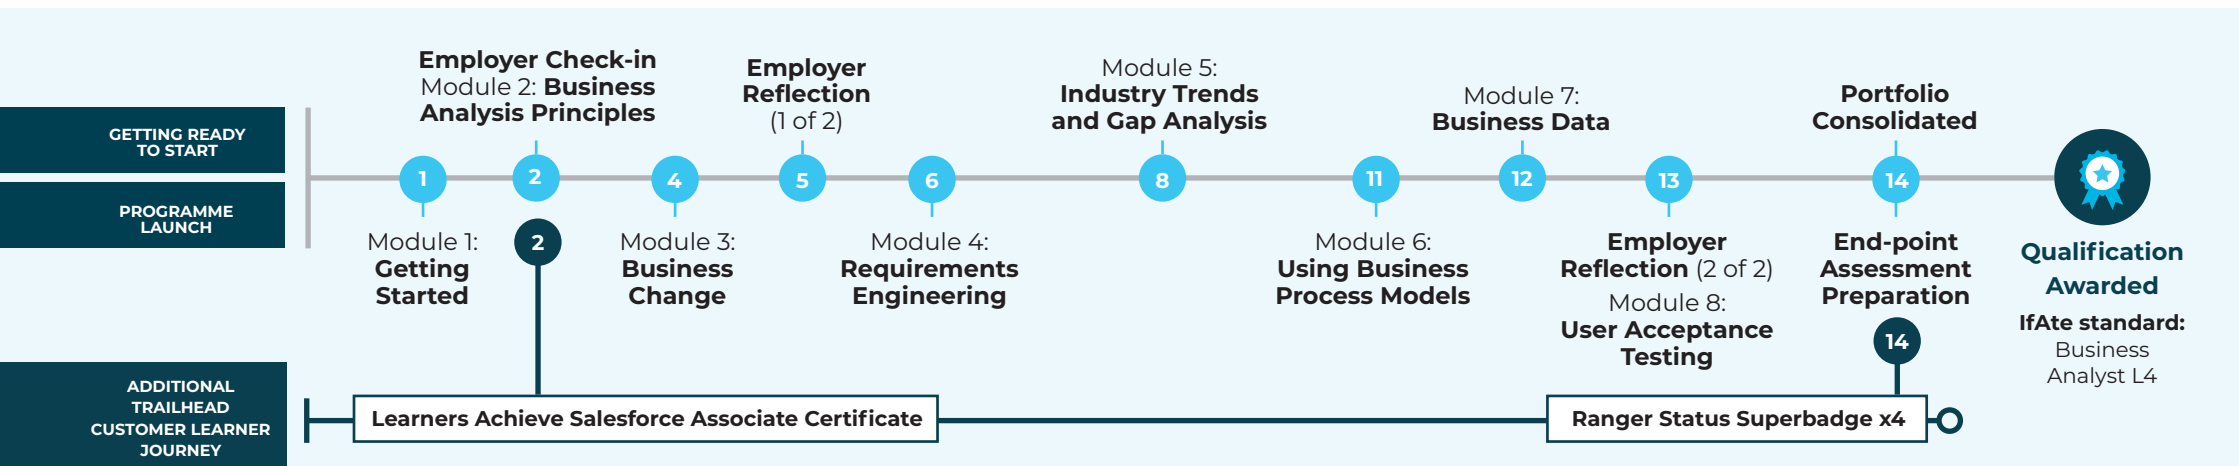 GETTING READY
TO START
PROGRAMME
LAUNCH
Employer Check-in
Module 2: Business
Analysis Principles
Employer
Reflection
(1 of 2)
Module 5:
Industry Trends
and Gap Analysis
Module 7:
Business Data
Portfolio
Consolidated
1
2
4
5
6
8
11
12
13
14
2
Module 1:
Getting
Started
Module 3:
Business
Change
Module 4:
Requirements
Engineering
Module 6:
Using Business
Process Models
Employer
Reflection (2 of 2)
Module 8:
User Acceptance
Testing
End-point
Assessment
Preparation
14
Qualification
Awarded
IfAte standard:
Business
Analyst L4
ADDITIONAL
TRAILHEAD
CUSTOMER LEARNER
JOURNEY
Learners Achieve Salesforce Associate Certificate
Ranger Status Superbadge x4